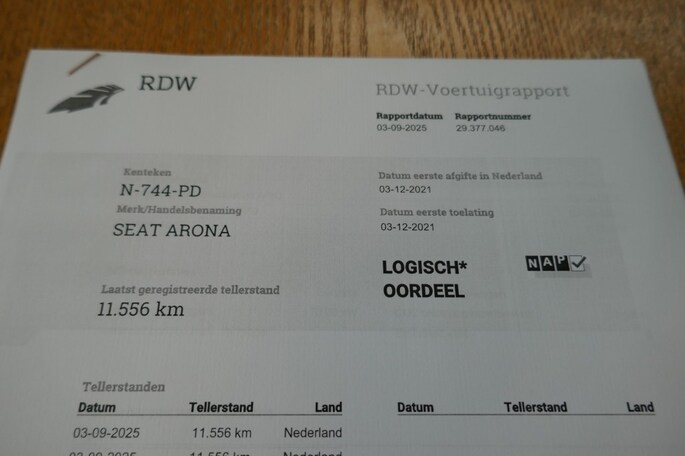 RDW
RDW-Voertuigrapport
Rapportdatum Rapportnummer
03-09-2025 29.377.046
Kenteken
N-744-PD
Merk/Handelsbenaming
SEAT ARONA
Laatst geregistreerde tellerstand
11.556 km
Datum eerste afgifte in Nederland
03-12-2021
Datum eerste toelating
03-12-2021
LOGISCH*
OORDEEL
NAP
Tellerstanden
Datum Tellerstand Land
03-09-2025 11.556 km Nederland
Datum Tellerstand Land